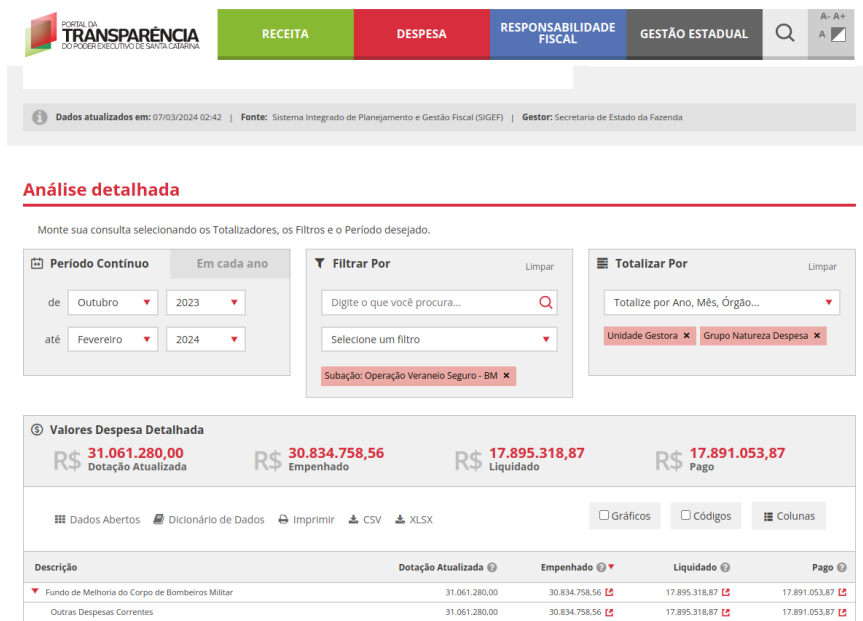 PORTAL DA
TRANSPARÊNCIA
DO PODER EXECUTIVO DE SANTA CATARINA
RECEITA
DESPESA
RESPONSABILIDADE
FISCAL
GESTÃO ESTADUAL
A- A+
A
Dados atualizados em: 07/03/2024 02:42 | Fonte: Sistema Integrado de Planejamento e Gestão Fiscal (SIGEF) | Gestor: Secretaria de Estado da Fazenda
Análise detalhada
Monte sua consulta selecionando os Totalizadores, os Filtros e o Período desejado.
Período Contínuo Em cada ano
de Outubro 2023
até Fevereiro 2024
Filtrar Por Limpar
Digite o que você procura...
Selecione um filtro
Subação: Operação Veraneio Seguro - BM ×
Totalizar Por Limpar
Totalize por Ano, Mês, Órgão...
Unidade Gestora × Grupo Natureza Despesa ×
Valores Despesa Detalhada
R$ 31.061.280,00 R$ 30.834.758,56 R$ 17.895.318,87 R$ 17.891.053,87
Dotação Atualizada Empenhado Liquidado Pago
Dados Abertos Dicionário de Dados Imprimir CSV XLSX Gráficos Códigos Colunas
Descrição Dotação Atualizada Empenhado Liquidado Pago
Fundo de Melhoria do Corpo de Bombeiros Militar 31.061.280,00 30.834.758,56 17.895.318,87 17.891.053,87
Outras Despesas Correntes 31.061.280,00 30.834.758,56 17.895.318,87 17.891.053,87